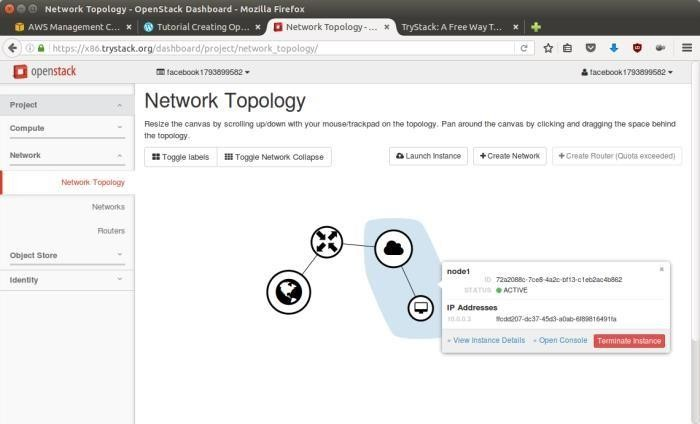 Network Topology - OpenStack Dashboard - Mozilla Firefox
AWS Management C... × Tutorial Creating Op... × Network Topology - ... × TryStack: A Free Way T... ×
https://x86.trystack.org/dashboard/project/network_topology/
openstack facebook1793899582 facebook1793899582
Project
Compute
Network
Network Topology
Networks
Routers
Object Store
Identity
Network Topology
Resize the canvas by scrolling up/down with your mouse/trackpad on the topology. Pan around the canvas by clicking and dragging the space behind
the topology.
Toggle labels Toggle Network Collapse Launch Instance +Create Network +Create Router (Quota exceeded)
node1 ×
ID 72a2088c-7ce8-4a2c-bf13-c1eb2ac4b862
STATUS ACTIVE
IP Addresses
10.0.0.3 ffcdd207-dc37-45d3-a0ab-6f89816491fa
» View Instance Details » Open Console Terminate Instance